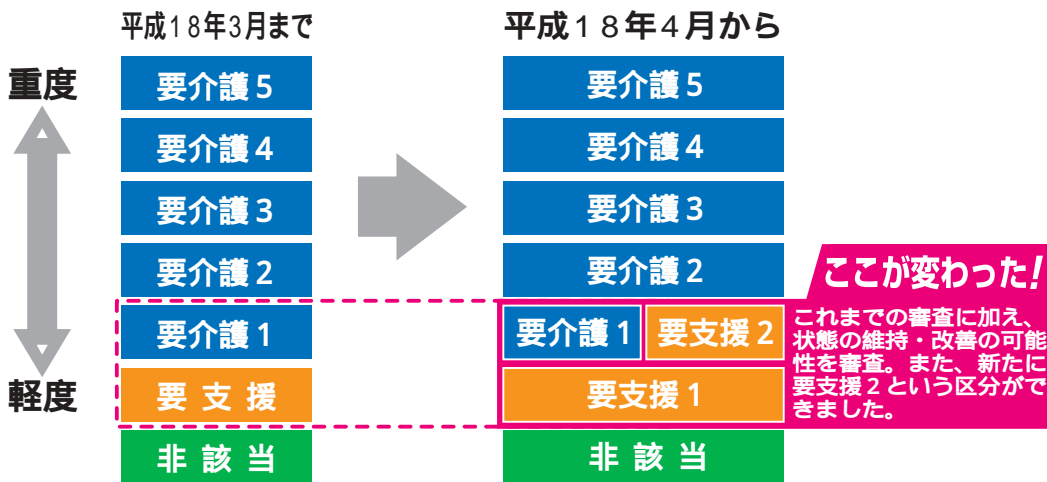 平成18年3月まで
平成18年4月から
重度
軽度
要介護5
要介護4
要介護3
要介護2
要介護1
要支援
非該当
要介護5
要介護4
要介護3
要介護2
要介護1 要支援2
要支援1
非該当
ここが変わった!
これまでの審査に加え、
状態の維持・改善の可能
性を審査。また、新たに
要支援2という区分がで
きました。